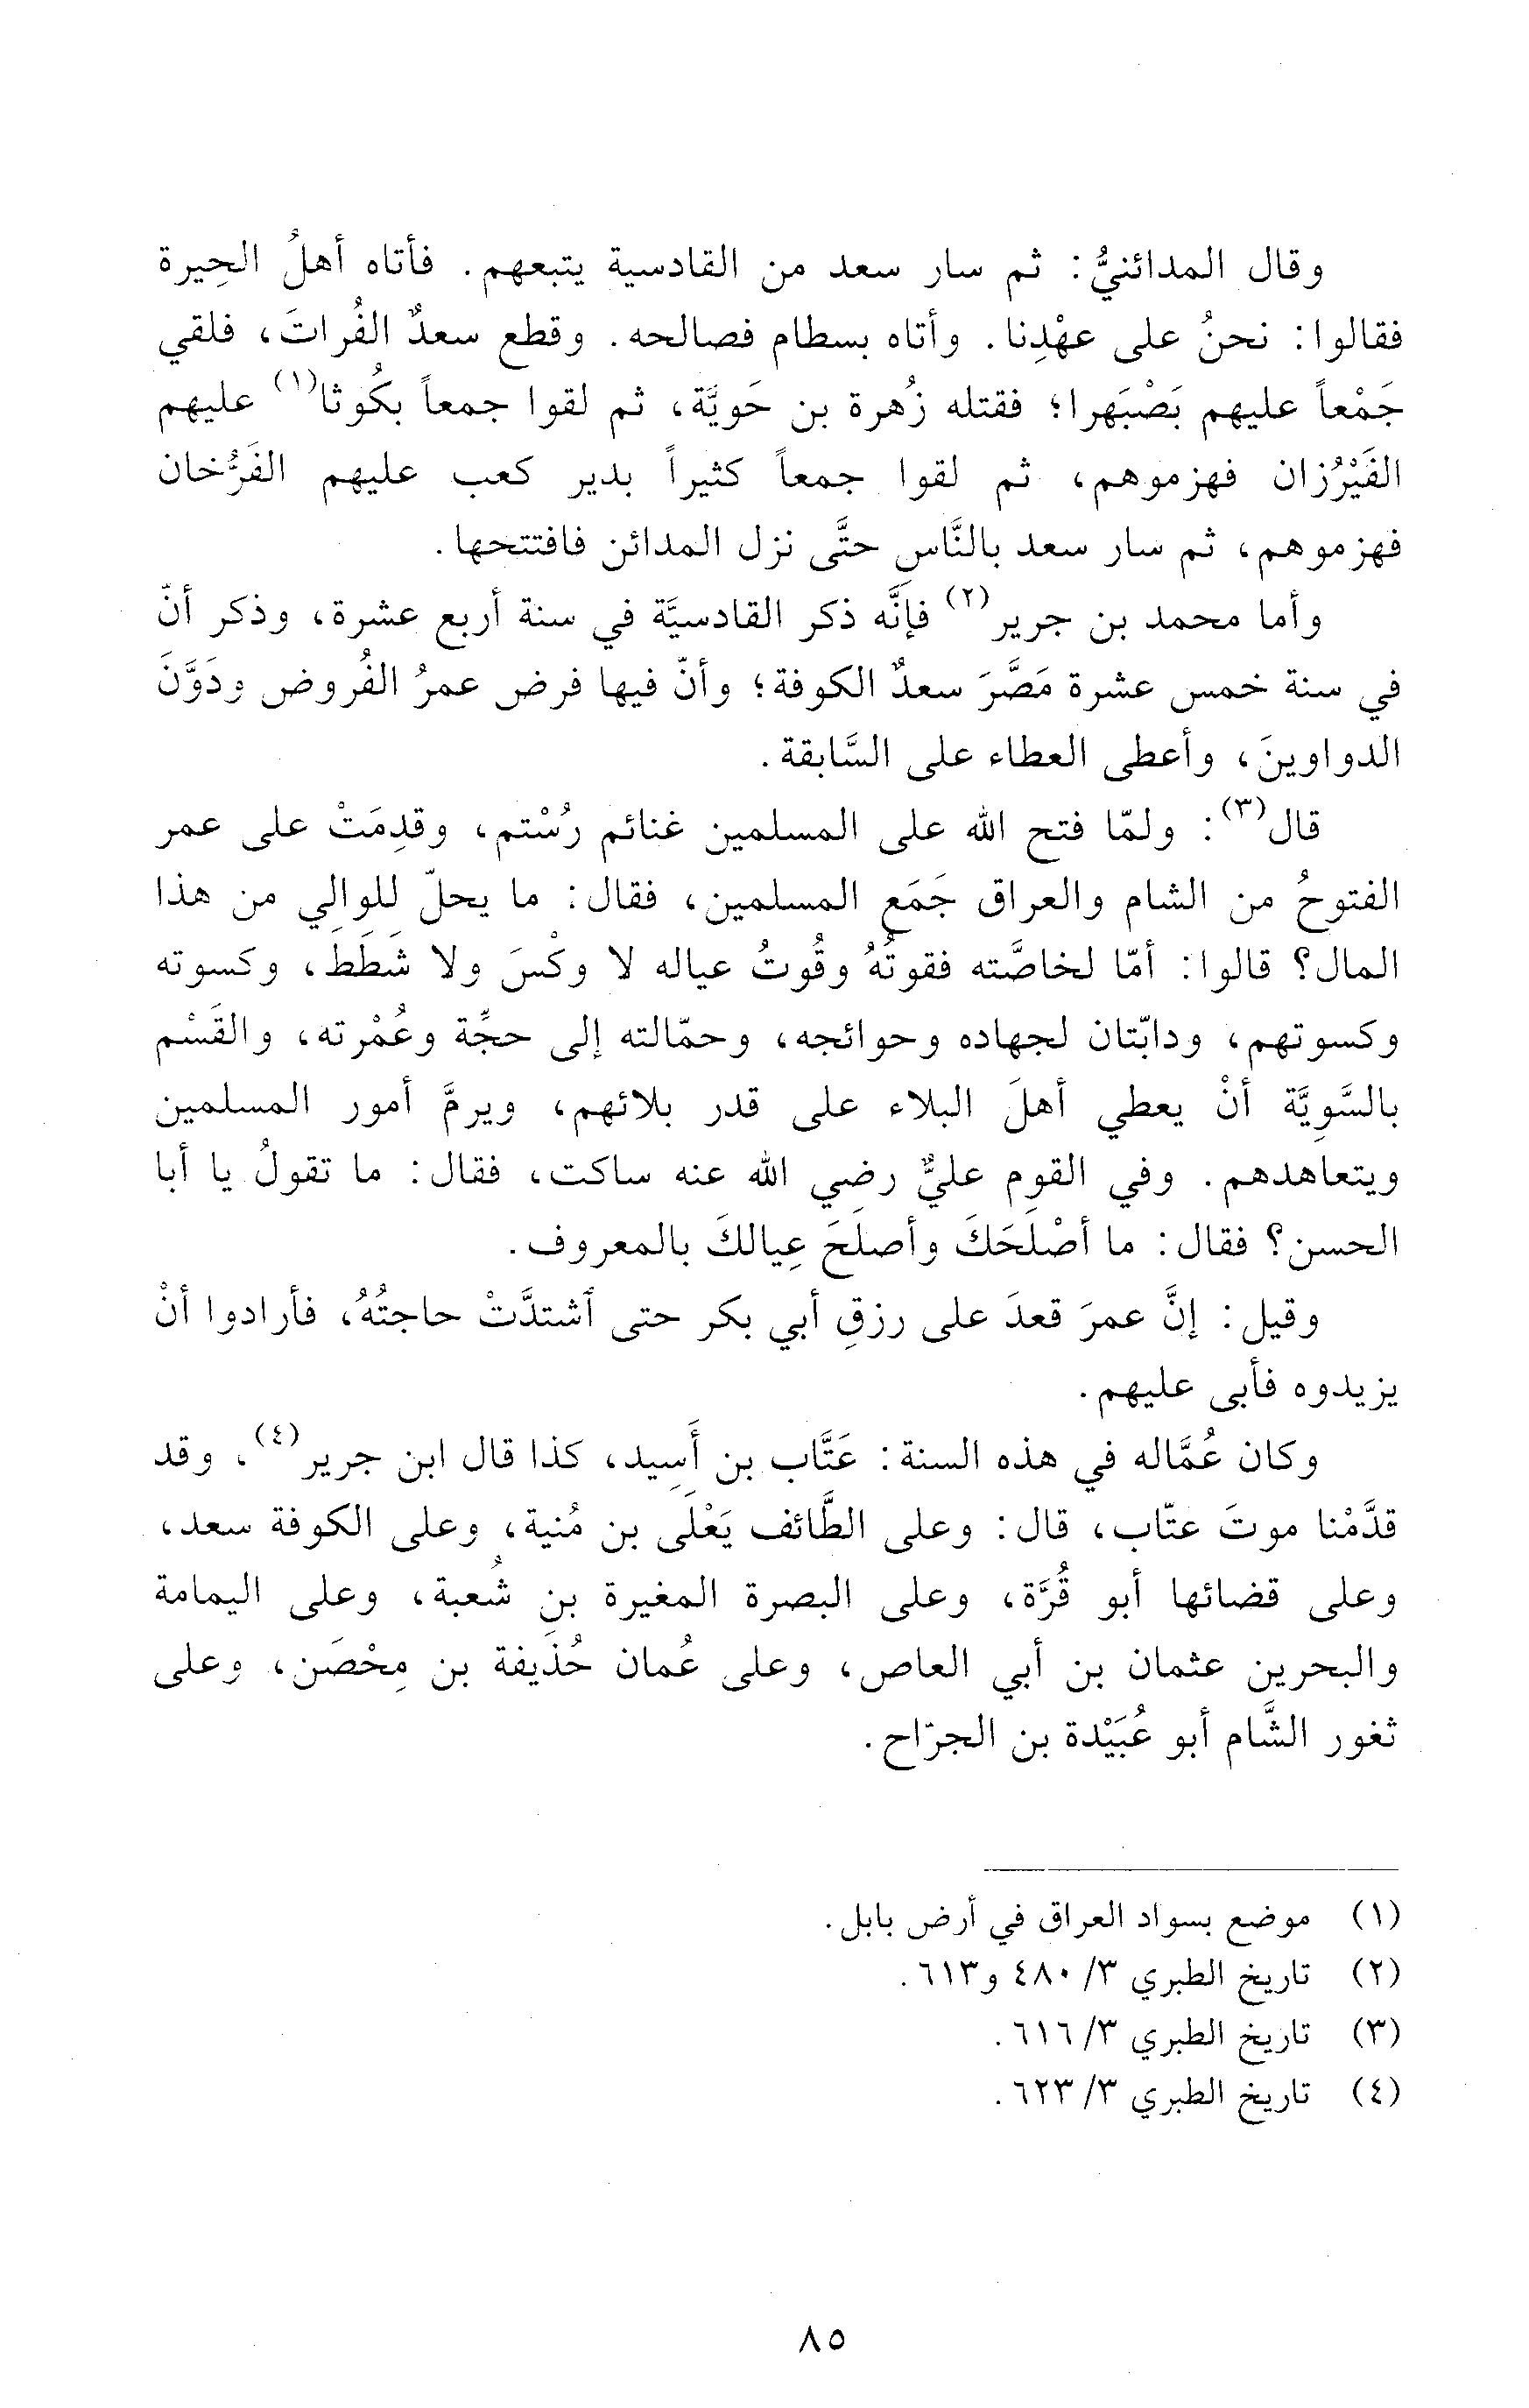 وقال المدائنيُّ: ثم سار سعد من القادسية يتبعهم. فأتاه أهلُ الحِيرة
فقالوا: نحنُ على عهْدِنا. وأتاه بسطام فصالحه. وقطع سعدٌ الفُراتَ، فلقي
جَمْعاً عليهم بَصْبَهرا؛ فقتله زُهرة بن حَويَّة، ثم لقوا جمعاً بكُوثا(١) عليهم
الفَيْرُزان فهزموهم، ثم لقوا جمعاً كثيراً بدير كعب عليهم الفَرُّخان
فهزموهم، ثم سار سعد بالنَّاسِ حتَّى نزل المدائن فافتتحها.
وأما محمد بن جرير(٢) فإنَّه ذكر القادسيَّة في سنة أربع عشرة، وذكر أنّ
في سنة خمس عشرة مَصَّرَ سعدٌ الكوفة؛ وأنّ فيها فرض عمرُ الفُروض ودَوَّنَ
الدواوينَ، وأعطى العطاء على السَّابقة.
قال(٣): ولمّا فتح الله على المسلمين غنائم رُسْتم، وقدِمَتْ على عمر
الفتوحُ من الشام والعراق جَمَع المسلمين، فقال: ما يحلّ للوالِي من هذا
المال؟ قالوا: أمّا لخاصَّته فقوتُهُ وقُوتُ عياله لا وكْسَ ولا شَطَطَ، وكسوته
وكسوتهم، ودابّتان لجهاده وحوائجه، وحمّالته إلى حجِّة وعُمْرته، والقَسْم
بالسَّوِيَّة أنْ يعطي أهلَ البلاء على قدر بلائهم، ويرمَّ أمور المسلمين
ويتعاهدهم. وفي القوم عليٌّ رضي الله عنه ساكت، فقال: ما تقولُ يا أبا
الحسن؟ فقال: ما أصْلَحَكَ وأصلَحَ عِيالكَ بالمعروف.
وقيل: إنَّ عمرَ قعدَ على رزقِ أبي بكر حتى ٱشتدَّتْ حاجتُهُ، فأرادوا أنْ
يزيدوه فأبى عليهم.
وكان عُمَّاله في هذه السنة: عَتَّاب بن أَسِيد، كذا قال ابن جرير(٤)، وقد
قدَّمْنا موتَ عتّاب، قال: وعلى الطَّائف يَعْلَى بن مُنية، وعلى الكوفة سعد،
وعلى قضائها أبو قُرَّة، وعلى البصرة المغيرة بن شُعبة، وعلى اليمامة
والبحرين عثمان بن أبي العاص، وعلى عُمان حُذَيفة بن مِحْصَن، وعلى
ثغور الشَّام أبو عُبَيْدة بن الجرّاح.
(١) موضع بسواد العراق في أرض بابل.
(٢) تاريخ الطبري ٣/ ٤٨٠ و٦١٣.
(٣) تاريخ الطبري ٣/ ٦١٦.
(٤) تاريخ الطبري ٣/ ٦٢٣.
٨٥